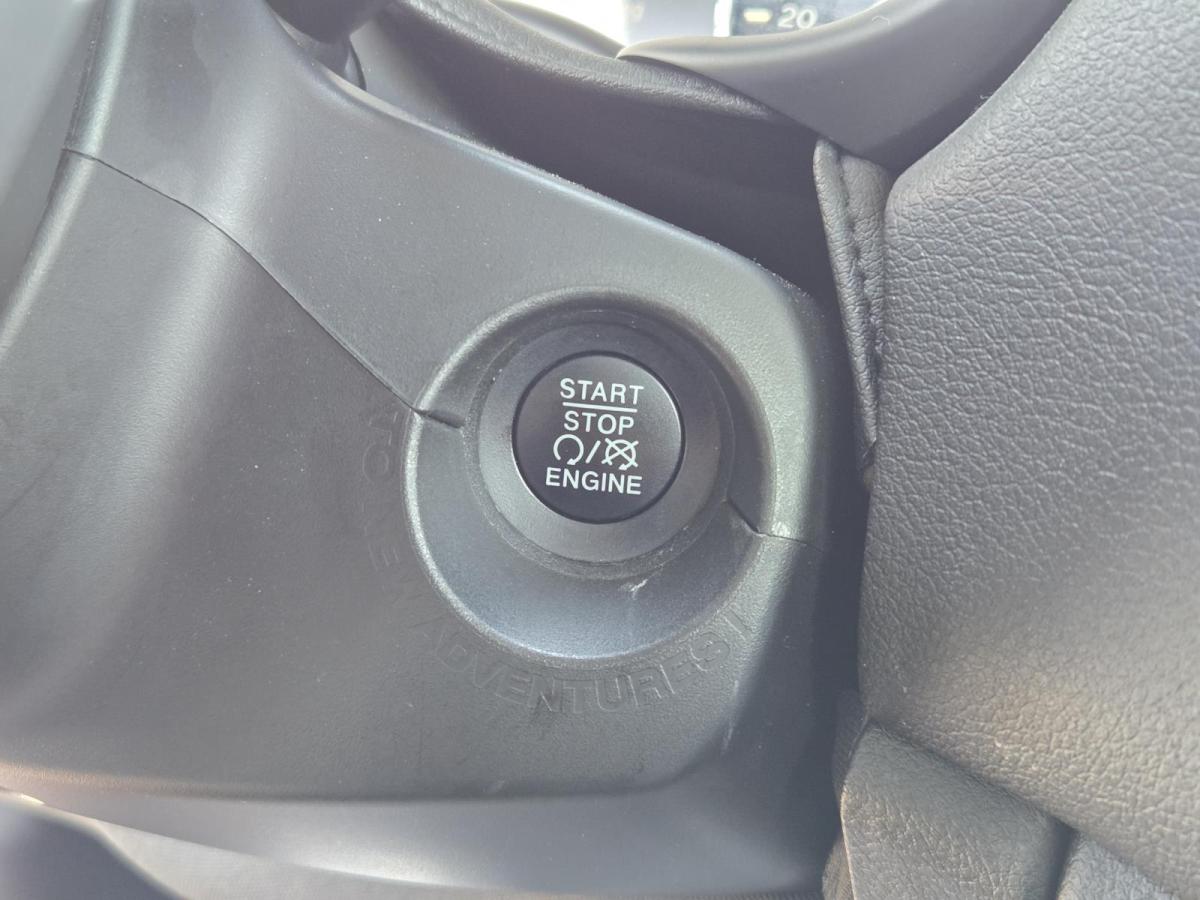 20
START
STOP
ENGINE
ADVENTURES